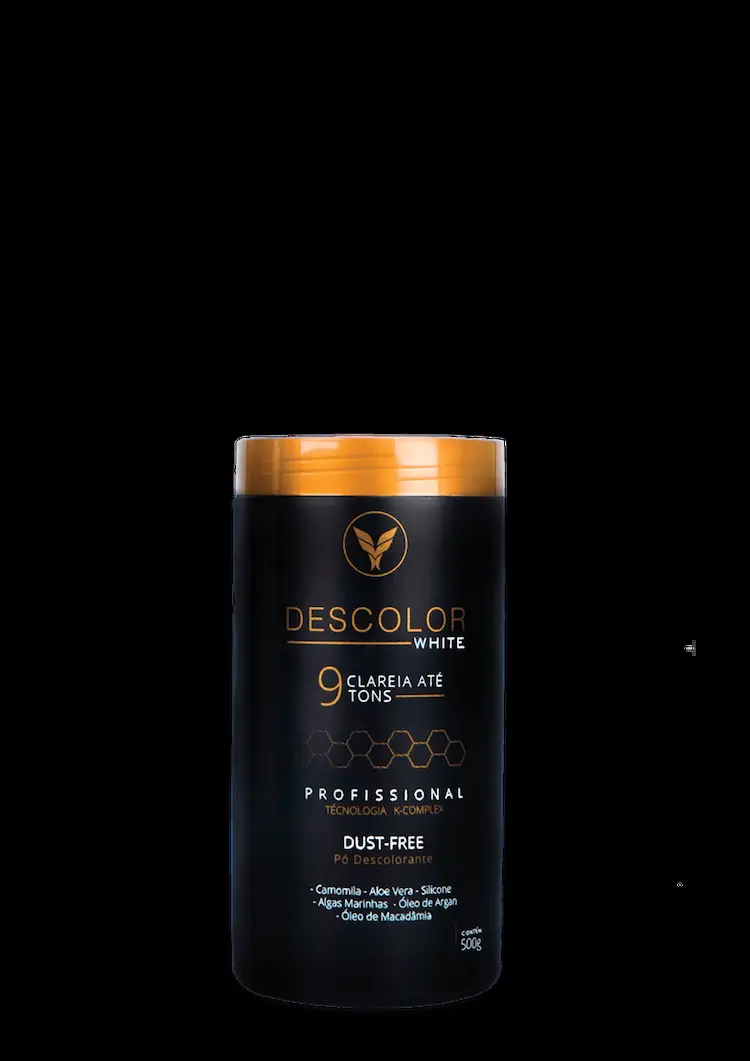 DESCOLOR
WHITE
9 CLAREIA ATÉ
TONS
PROFISSIONAL
TÉCNOLOGIA K-COMPLEX
DUST-FREE
Pó Descolorante
- Camomila - Aloe Vera - Silicone
- Algas Marinhas - Óleo de Argan
- Óleo de Macadâmia
CONTÉM
500g